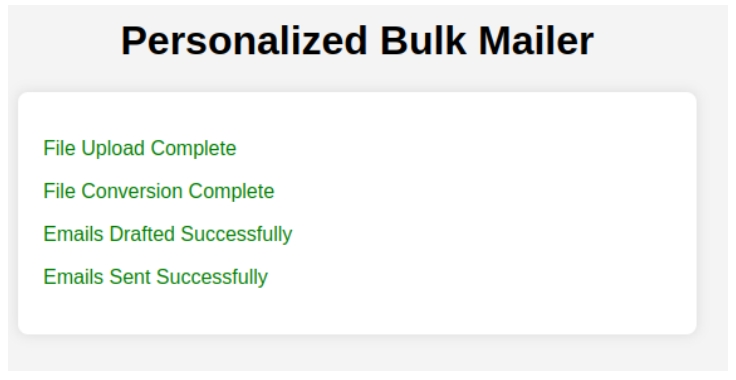 Personalized Bulk Mailer
File Upload Complete
File Conversion Complete
Emails Drafted Successfully
Emails Sent Successfully